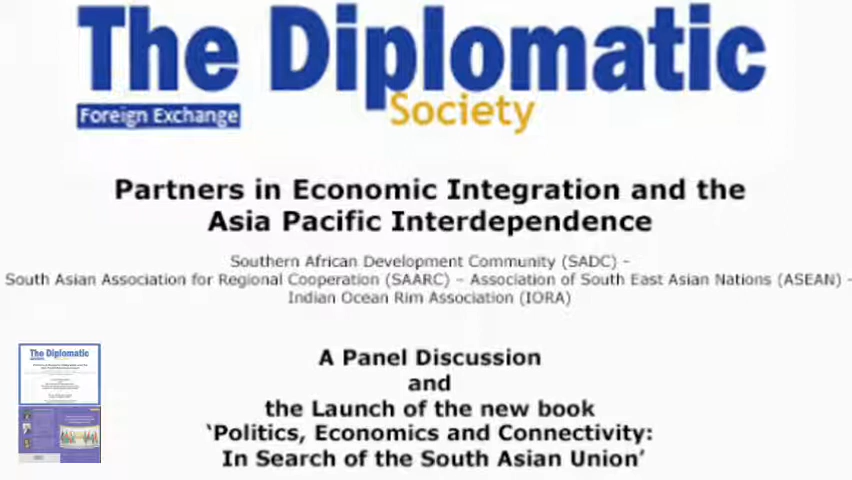 The Diplomatic
Foreign Exchange
Society
Partners in Economic Integration and the
Asia Pacific Interdependence
Southern African Development Community (SADC) –
South Asian Association for Regional Cooperation (SAARC) – Association of South East Asian Nations (ASEAN) –
Indian Ocean Rim Association (IORA)
A Panel Discussion
and
the Launch of the new book
‘Politics, Economics and Connectivity:
In Search of the South Asian Union’
The Diplomatic